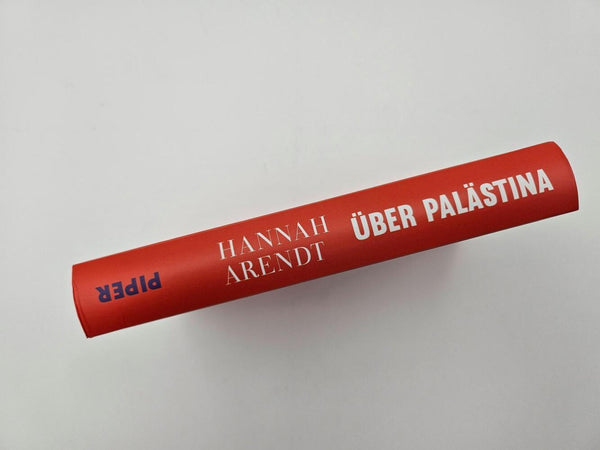 HANNAH
ARENDT
ÜBER PALÄSTINA
PIPER